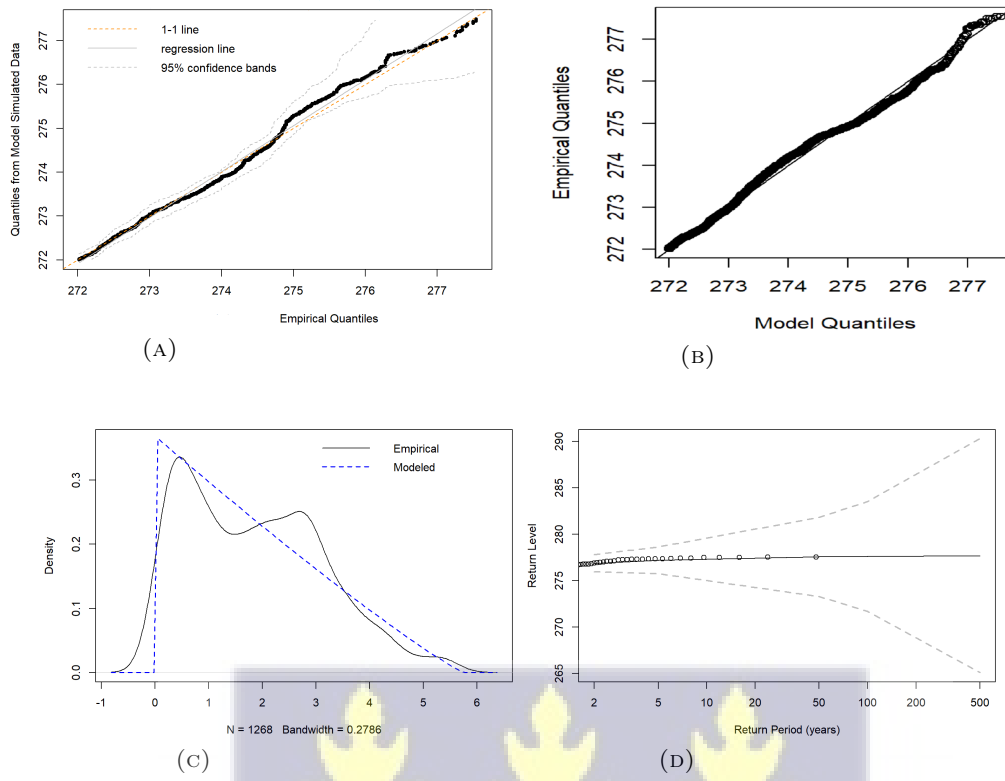 1-1 line
regression line
95% confidence bands
Quantiles from Model Simulated Data
272 273 274 275 276 277
272 273 274 275 276 277
Empirical Quantiles
(A)
Empirical Quantiles
272 273 274 275 276 277
272 273 274 275 276 277
Model Quantiles
(B)
Empirical
Modeled
Density
0.0 0.1 0.2 0.3
-1 0 1 2 3 4 5 6
N = 1268 Bandwidth = 0.2786
(C)
Return Level
265 270 275 280 285 290
2 5 10 20 50 100 200 500
Return Period (years)
(D)